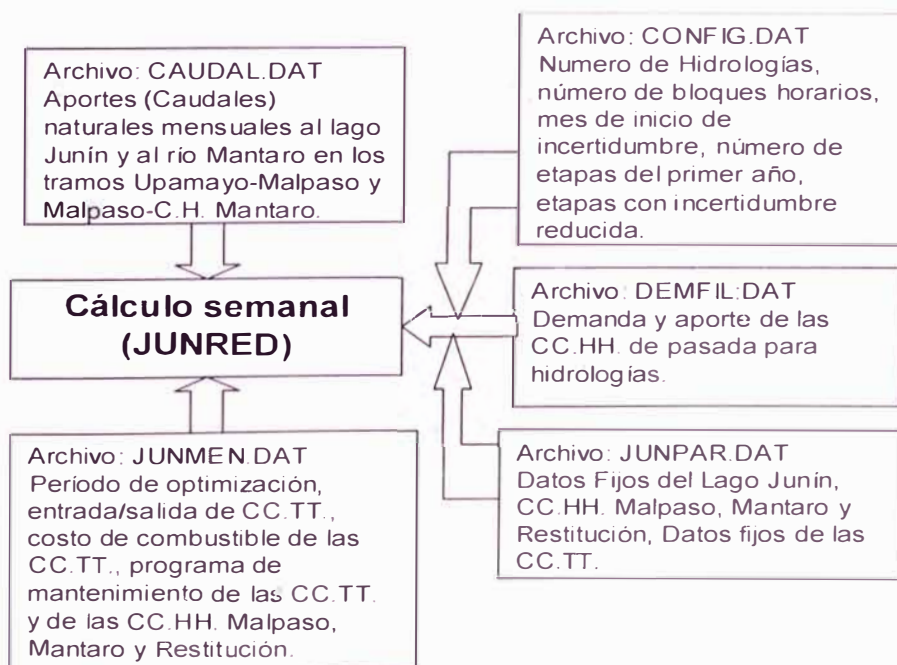 Archivo: CAUDAL.DAT
Aportes (Caudales)
naturales mensuales al lago
Junín y al río Mantaro en los
tramos Upamayo-Malpaso y
Malpaso-C.H. Mantaro.
Archivo: CONFIG.DAT
Numero de Hidrologías,
número de bloques horarios,
mes de inicio de
incertidumbre, número de
etapas del primer año,
etapas con incertidumbre
reducida.
Cálculo semanal
(JUNRED)
Archivo: DEMFIL.DAT
Demanda y aporte de las
CC.HH. de pasada para
hidrologías.
Archivo: JUNMEN.DAT
Período de optimización,
entrada/salida de CC.TT.,
costo de combustible de las
CC.TT., programa de
mantenimiento de las CC.TT.
y de las CC.HH. Malpaso,
Mantaro y Restitución.
Archivo: JUNPAR.DAT
Datos Fijos del Lago Junín,
CC.HH. Malpaso, Mantaro y
Restitución, Datos fijos de las
CC.TT.